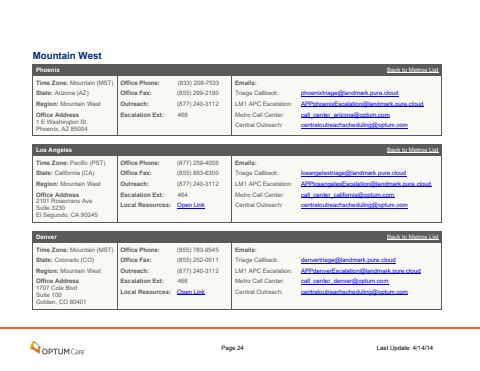 Mountain West
Phoenix Back to Metros List
Time Zone: Mountain (MST) Office Phone: (833) 208-7533 Emails:
State: Arizona (AZ) Office Fax: (855) 299-2190 Triage Callback: phoenixtriage@landmark.pure.cloud
Region: Mountain West Outreach: (877) 240-3112 LM1 APC Escalation: APPphoenixEscalation@landmark.pure.cloud
Office Address Escalation Ext: 468 Metro Call Center: call_center_arizona@optum.com
1 E Washington St. Central Outreach: centraloutreachscheduling@optum.com
Phoenix, AZ 85004
Los Angeles Back to Metros List
Time Zone: Pacific (PST) Office Phone: (877) 259-4056 Emails:
State: California (CA) Office Fax: (855) 883-6300 Triage Callback: losangelestriage@landmark.pure.cloud
Region: Mountain West Outreach: (877) 240-3112 LM1 APC Escalation: APPlosangelesEscalation@landmark.pure.cloud
Office Address Escalation Ext: 464 Metro Call Center: call_center_california@optum.com
2101 Rosecrans Ave Local Resources: Open Link Central Outreach: centraloutreachscheduling@optum.com
Suite 3230
El Segundo, CA 90245
Denver Back to Metros List
Time Zone: Mountain (MST) Office Phone: (855) 783-9545 Emails:
State: Colorado (CO) Office Fax: (855) 252-0511 Triage Callback: denvertriage@landmark.pure.cloud
Region: Mountain West Outreach: (877) 240-3112 LM1 APC Escalation: APPdenverEscalation@landmark.pure.cloud
Office Address Escalation Ext: 466 Metro Call Center: call_center_denver@optum.com
1707 Cole Blvd Local Resources: Open Link Central Outreach: centraloutreachscheduling@optum.com
Suite 100
Golden, CO 80401
OPTUMCare Page 24 Last Update: 4/14/14